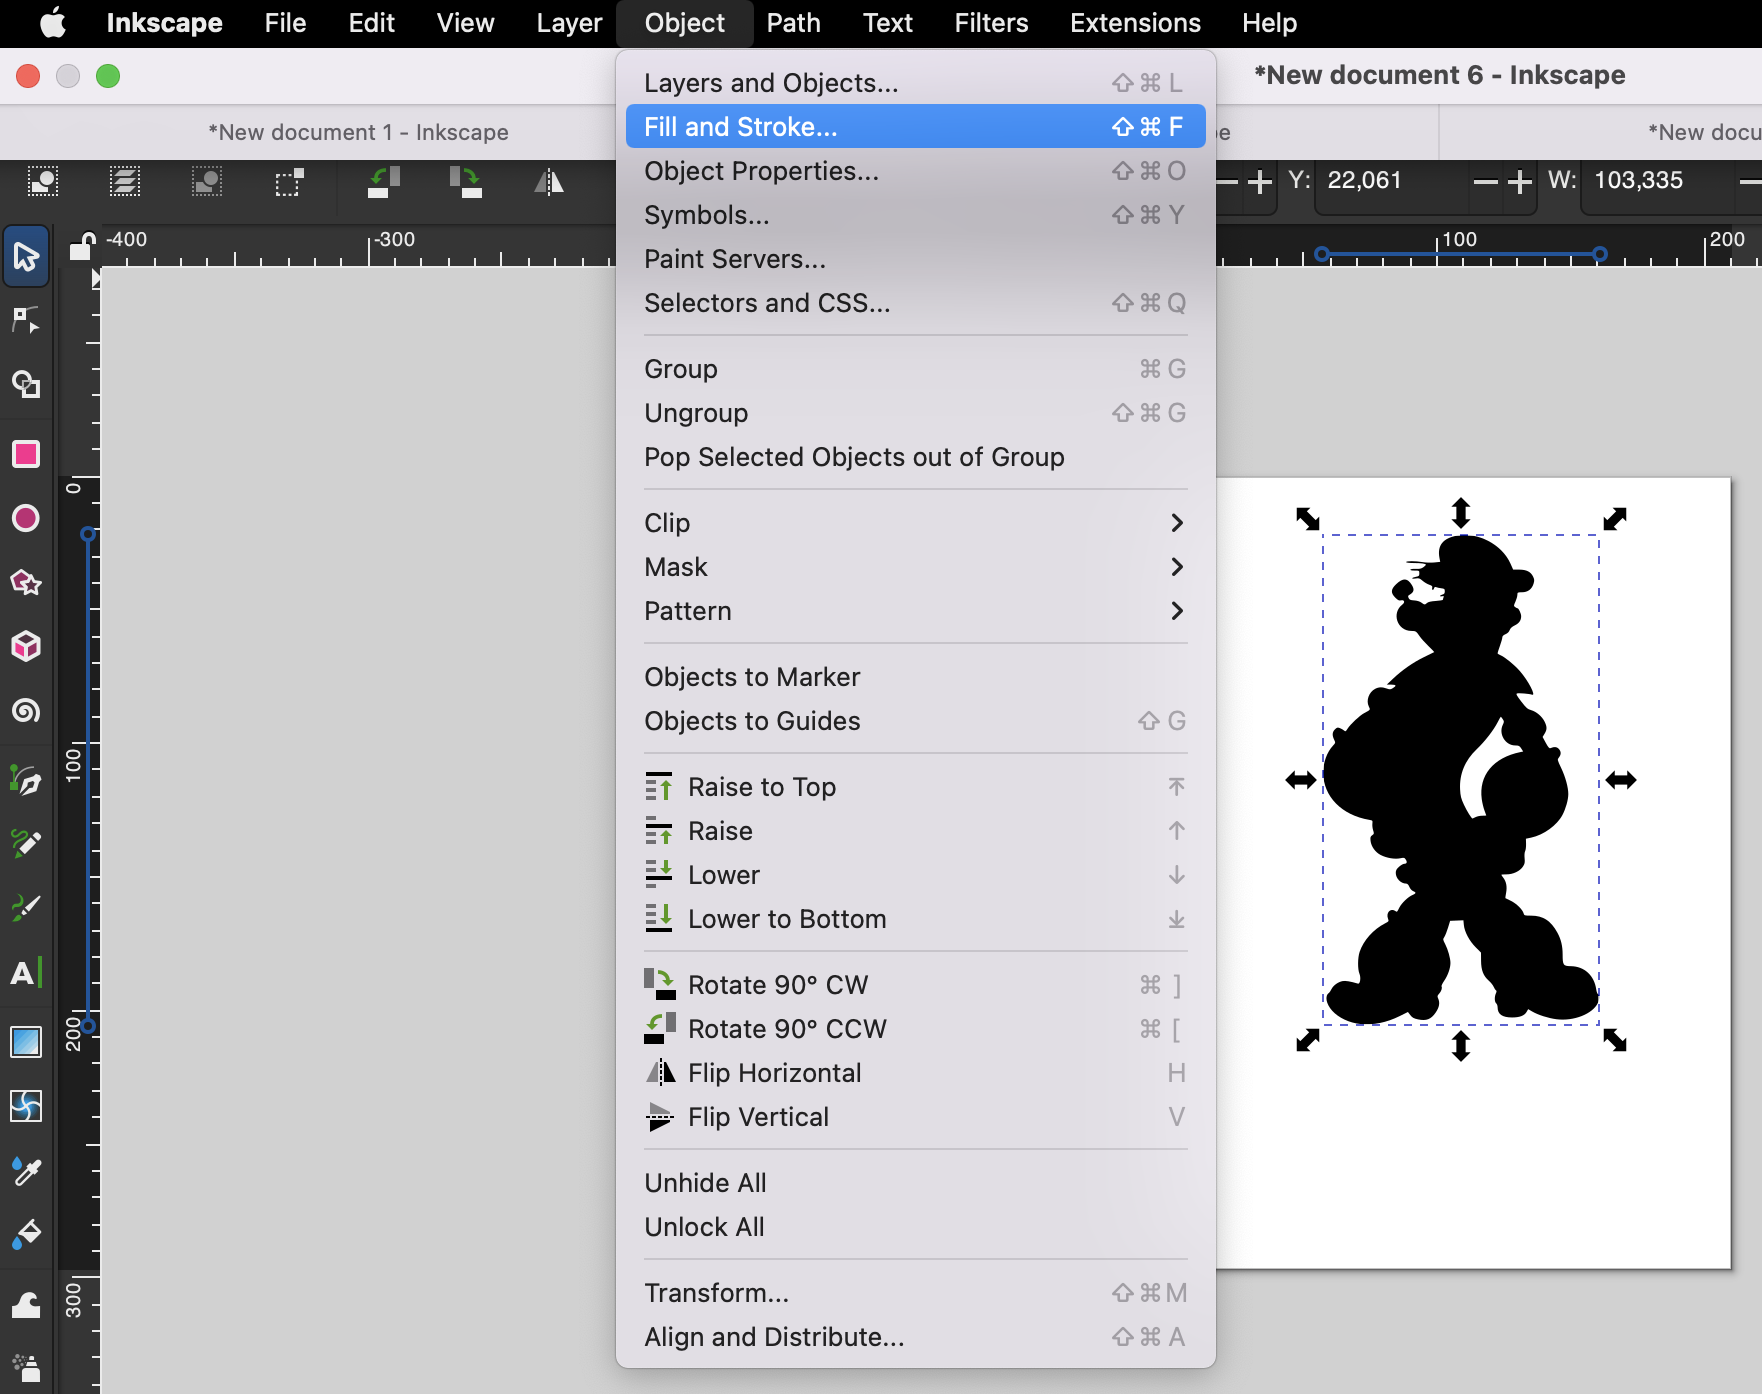 Inkscape File Edit View Layer Object Path Text Filters Extensions Help
*New document 6 - Inkscape
*New document 1 - Inkscape
pe
*New docu
Y: 22,061 W: 103,335
-400 -300 100 200
0
100
200
300
A
Layers and Objects... ⇧⌘L
Fill and Stroke... ⇧⌘F
Object Properties... ⇧⌘O
Symbols... ⇧⌘Y
Paint Servers...
Selectors and CSS... ⇧⌘Q
Group ⌘G
Ungroup ⇧⌘G
Pop Selected Objects out of Group
Clip
Mask
Pattern
Objects to Marker
Objects to Guides ⇧G
Raise to Top ⤒
Raise ↑
Lower ↓
Lower to Bottom ⤓
Rotate 90° CW ⌘]
Rotate 90° CCW ⌘[
Flip Horizontal H
Flip Vertical V
Unhide All
Unlock All
Transform... ⇧⌘M
Align and Distribute... ⇧⌘A